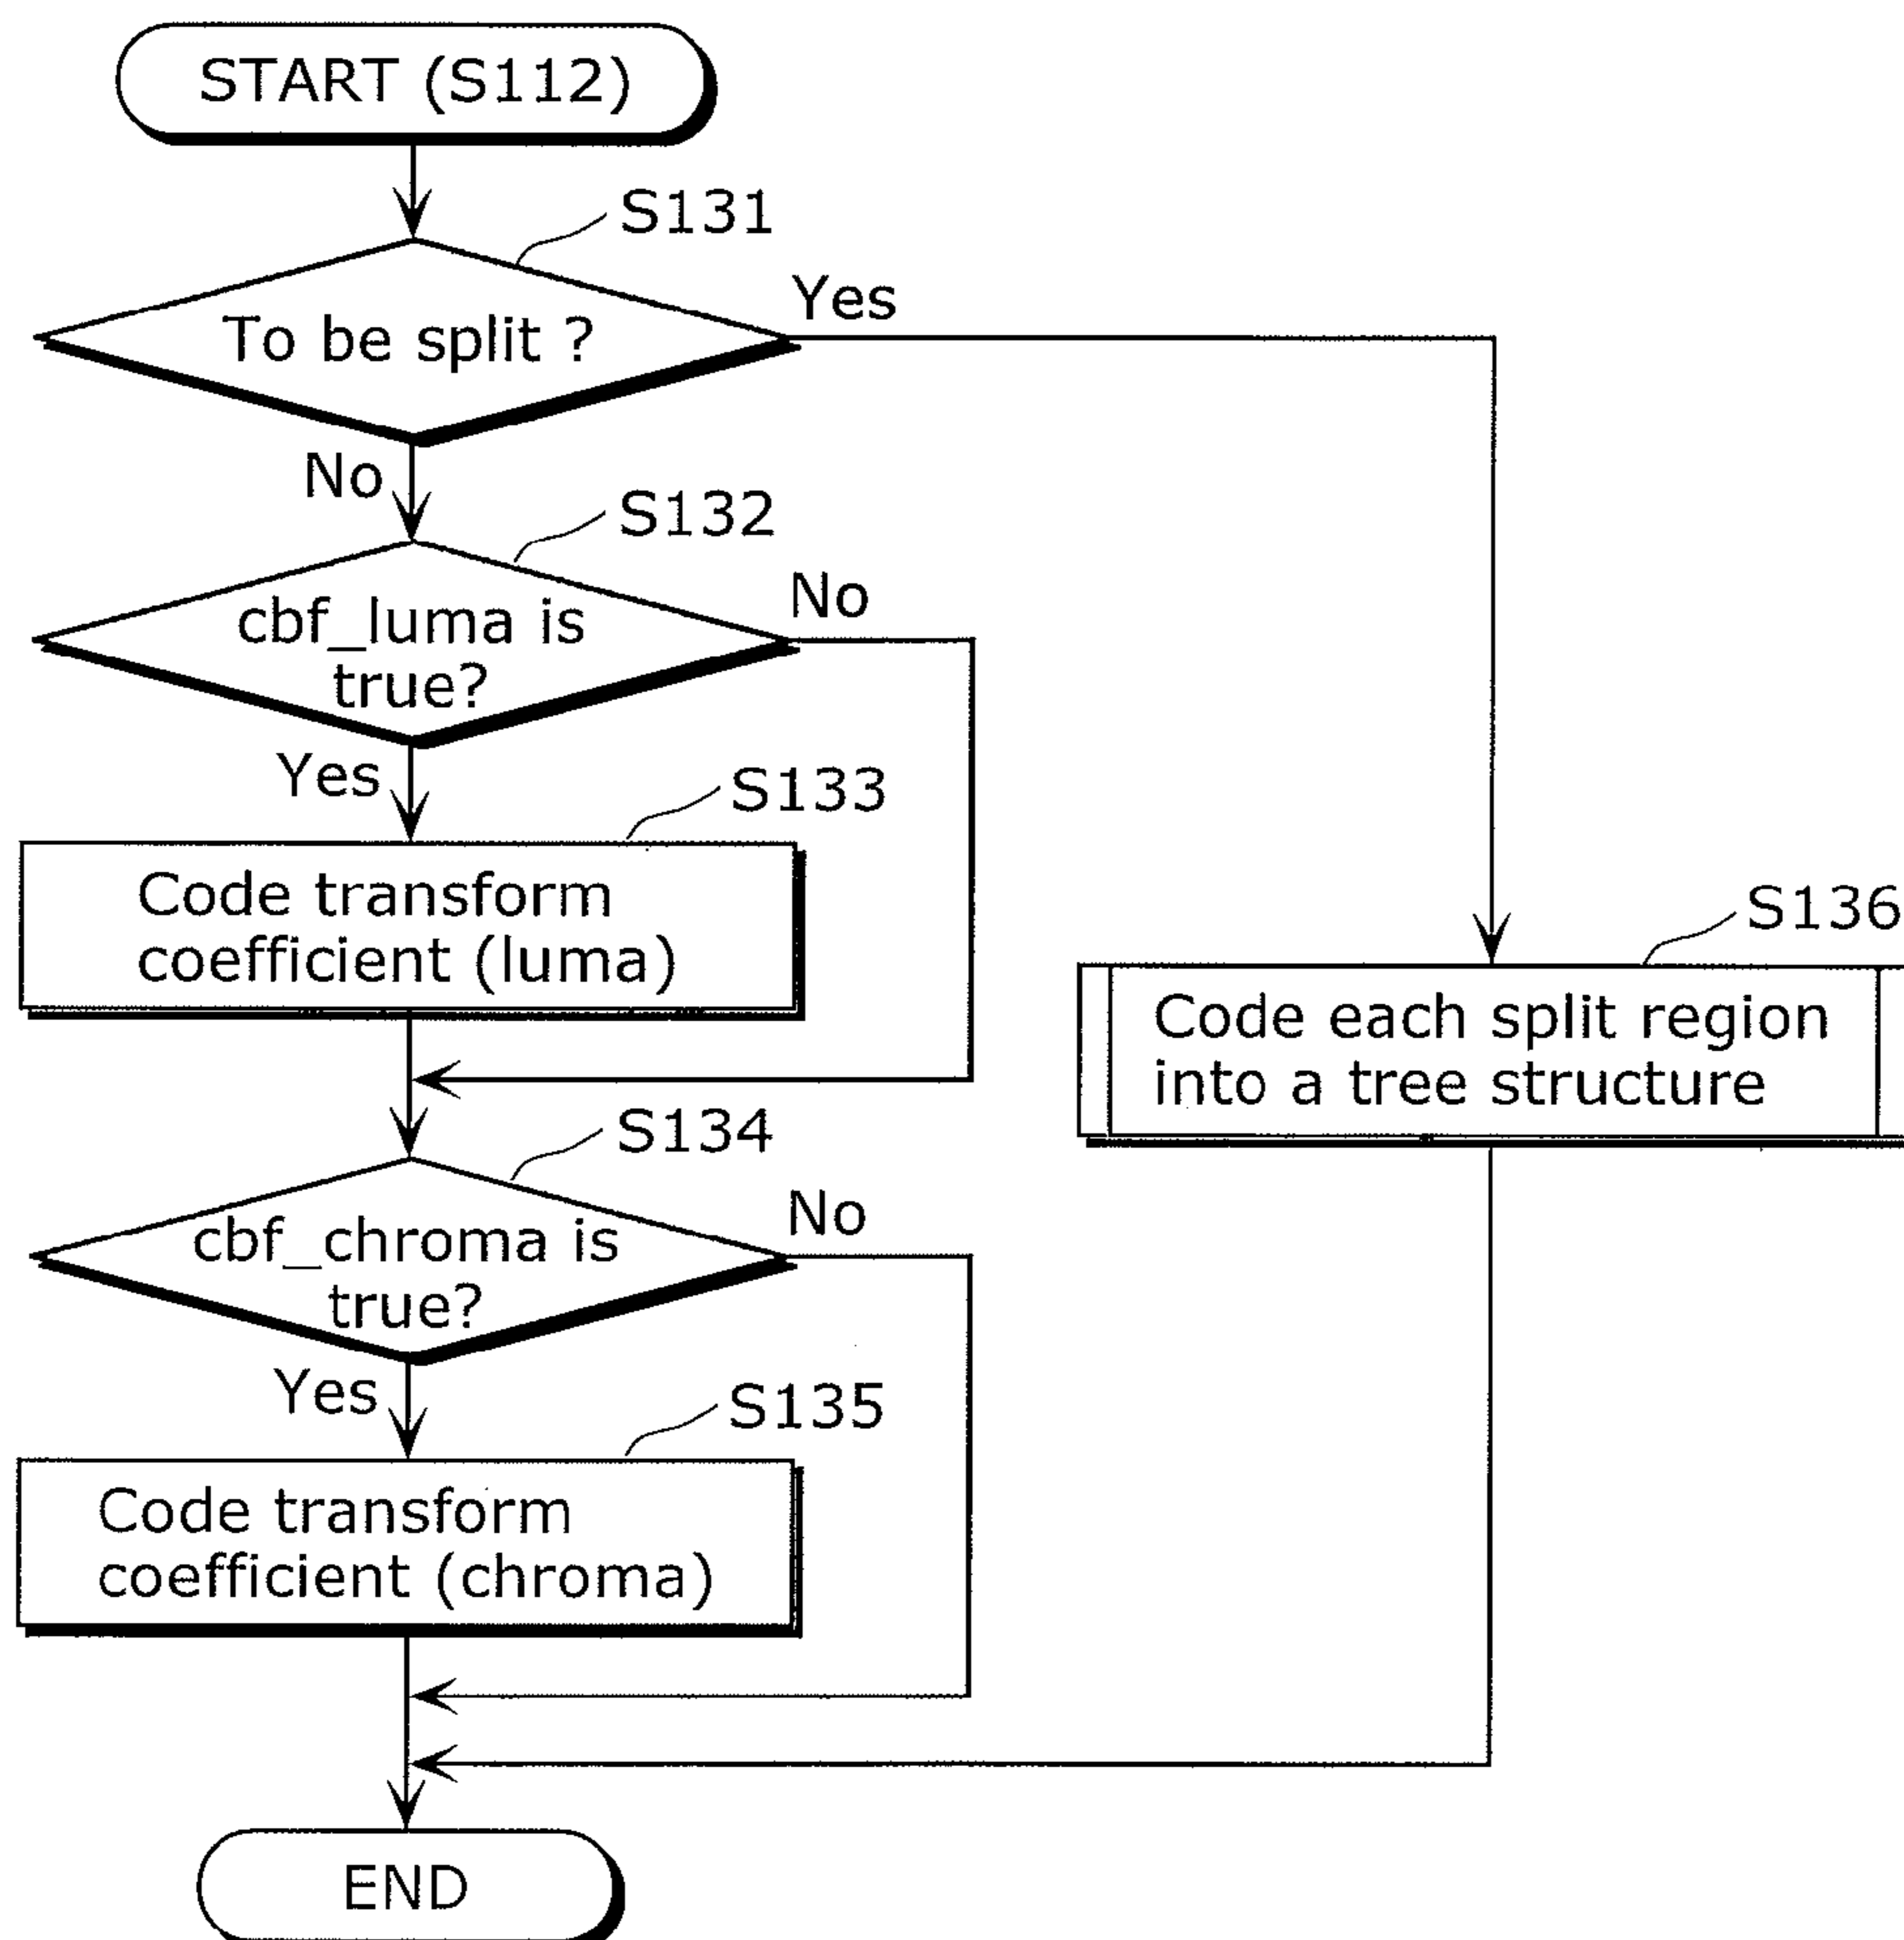 START (S112)
S131
To be split ?
Yes
No
S132
cbf_luma is
true?
No
Yes
S133
Code transform
coefficient (luma)
S136
Code each split region
into a tree structure
S134
cbf_chroma is
true?
No
Yes
S135
Code transform
coefficient (chroma)
END